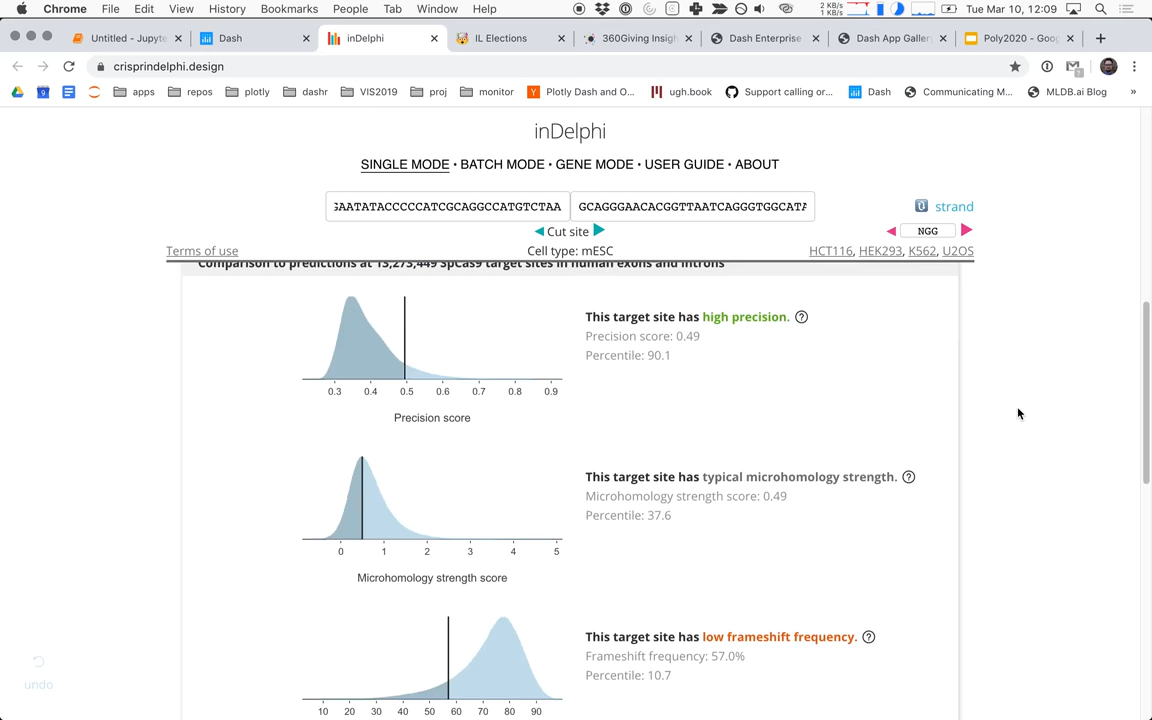 Chrome File Edit View History Bookmarks People Tab Window Help 2 KB/s 1 KB/s Tue Mar 10, 12:09
Untitled - Jupyte Dash inDelphi IL Elections 360Giving Insigh Dash Enterprise Dash App Galler Poly2020 - Goo
crisprindelphi.design
apps repos plotly dashr VIS2019 proj monitor Plotly Dash and O... ugh.book Support calling or... Dash Communicating M... MLDB.ai Blog »
inDelphi
SINGLE MODE • BATCH MODE • GENE MODE • USER GUIDE • ABOUT
GAATATACCCCCATCGCAGGCCATGTCTAA GCAGGGAACACGGTTAATCAGGGTGGCATA
strand
Cut site
NGG
Terms of use Cell type: mESC HCT116, HEK293, K562, U2OS
Comparison to predictions at 13,273,449 SpCas9 target sites in human exons and introns
This target site has high precision. ?
Precision score: 0.49
Percentile: 90.1
0.3 0.4 0.5 0.6 0.7 0.8 0.9
Precision score
This target site has typical microhomology strength. ?
Microhomology strength score: 0.49
Percentile: 37.6
0 1 2 3 4 5
Microhomology strength score
This target site has low frameshift frequency. ?
Frameshift frequency: 57.0%
Percentile: 10.7
10 20 30 40 50 60 70 80 90
undo